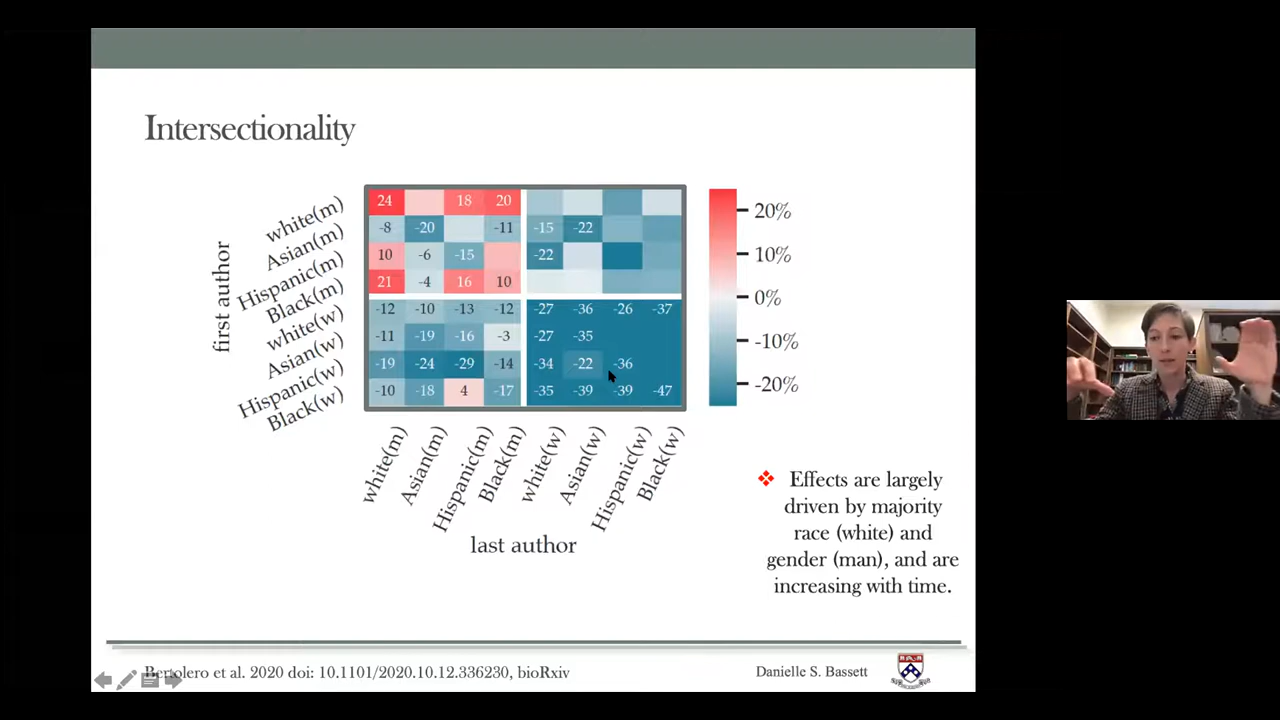 Intersectionality
first author
white(m)
Asian(m)
Hispanic(m)
Black(m)
white(w)
Asian(w)
Hispanic(w)
Black(w)
24 18 20
-8 -20 -11 -15 -22
10 -6 -15 -22
21 -4 16 10
-12 -10 -13 -12 -27 -36 -26 -37
-11 -19 -16 -3 -27 -35
-19 -24 -29 -14 -34 -22 -36
-10 -18 4 -17 -35 -39 -39 -47
white(m) Asian(m) Hispanic(m) Black(m) white(w) Asian(w) Hispanic(w) Black(w)
last author
20%
10%
0%
-10%
-20%
Effects are largely
driven by majority
race (white) and
gender (man), and are
increasing with time.
Bertolero et al. 2020 doi: 10.1101/2020.10.12.336230, bioRxiv
Danielle S. Bassett